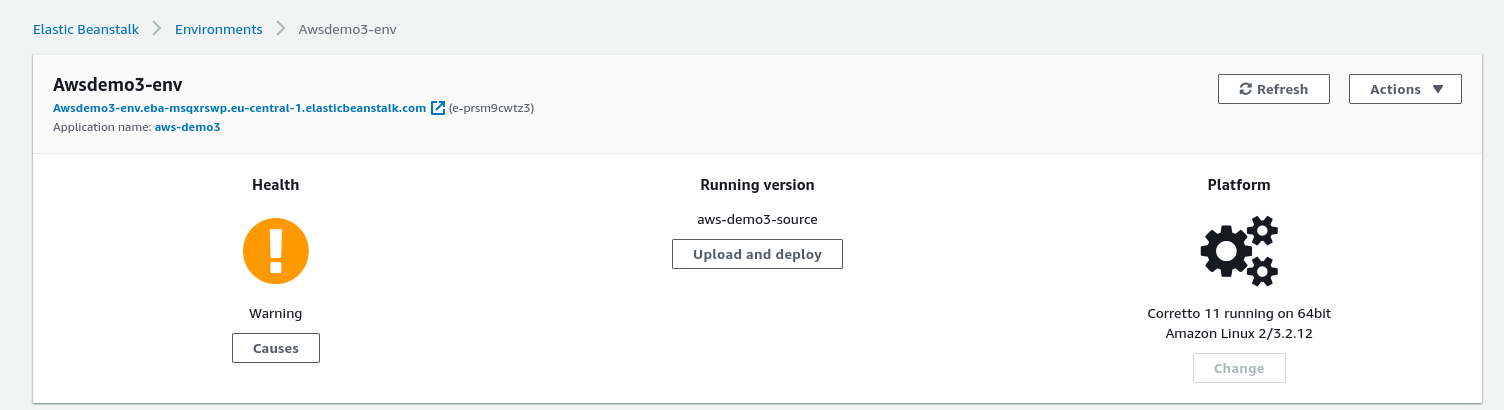 Elastic Beanstalk > Environments > Awsdemo3-env
Awsdemo3-env
Awsdemo3-env.eba-msqxrswp.eu-central-1.elasticbeanstalk.com (e-prsm9cwtz3)
Application name: aws-demo3
Refresh
Actions
Health
Warning
Causes
Running version
aws-demo3-source
Upload and deploy
Platform
Corretto 11 running on 64bit
Amazon Linux 2/3.2.12
Change